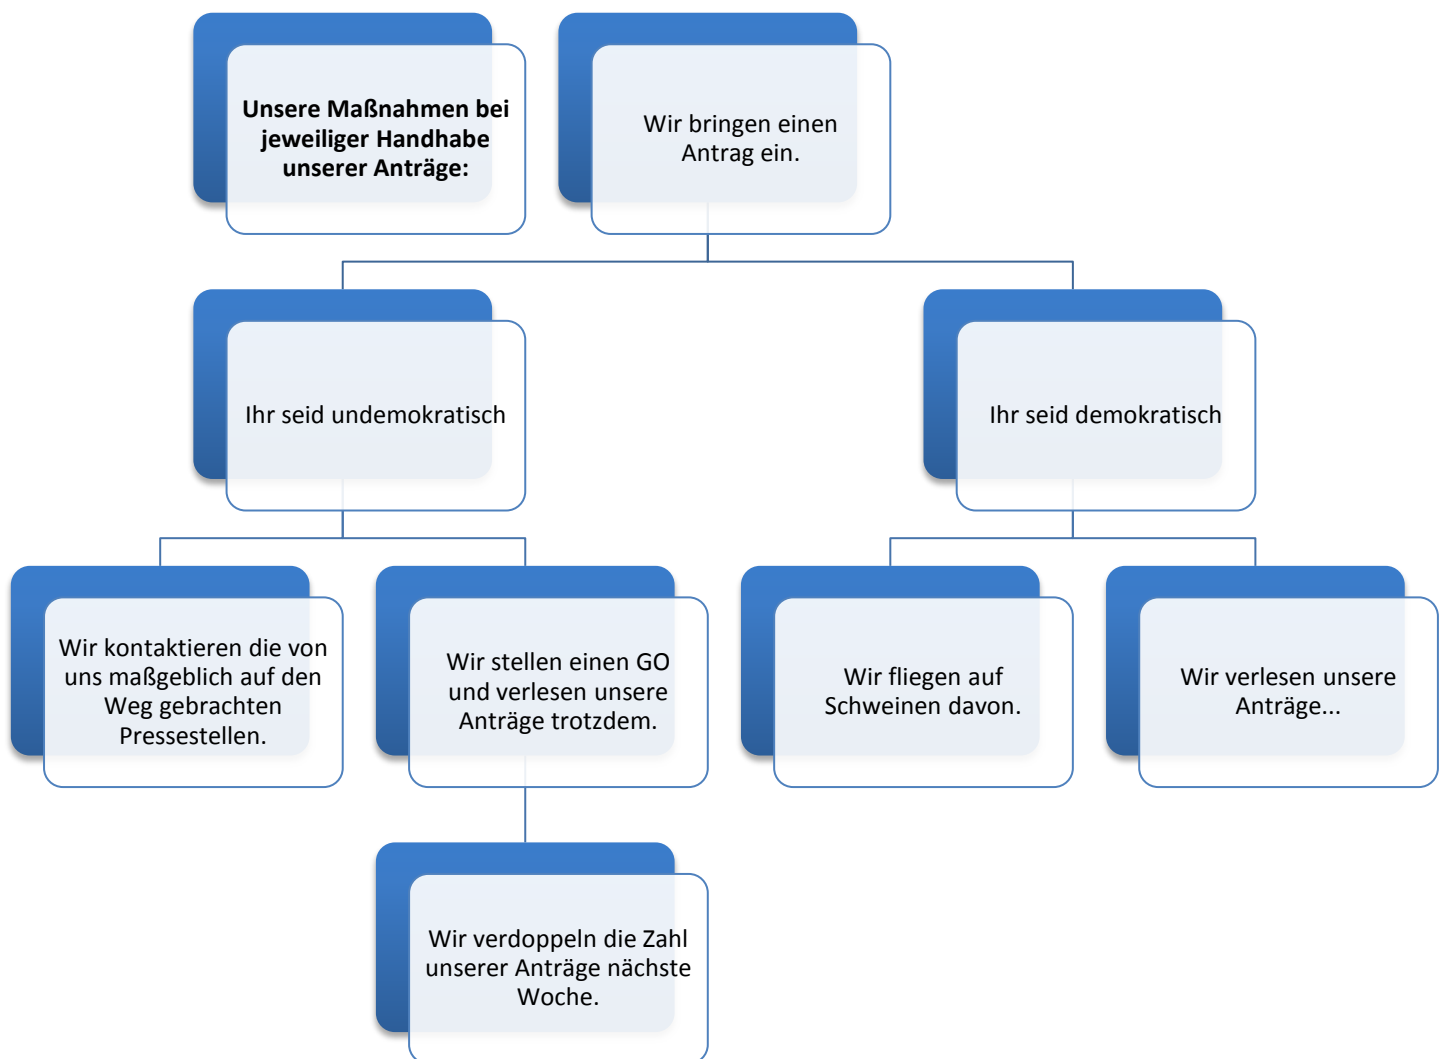 Unsere Maßnahmen bei
jeweiliger Handhabe
unserer Anträge:
Wir bringen einen
Antrag ein.
Ihr seid undemokratisch
Ihr seid demokratisch
Wir kontaktieren die von
uns maßgeblich auf den
Weg gebrachten
Pressestellen.
Wir stellen einen GO
und verlesen unsere
Anträge trotzdem.
Wir fliegen auf
Schweinen davon.
Wir verlesen unsere
Anträge...
Wir verdoppeln die Zahl
unserer Anträge nächste
Woche.